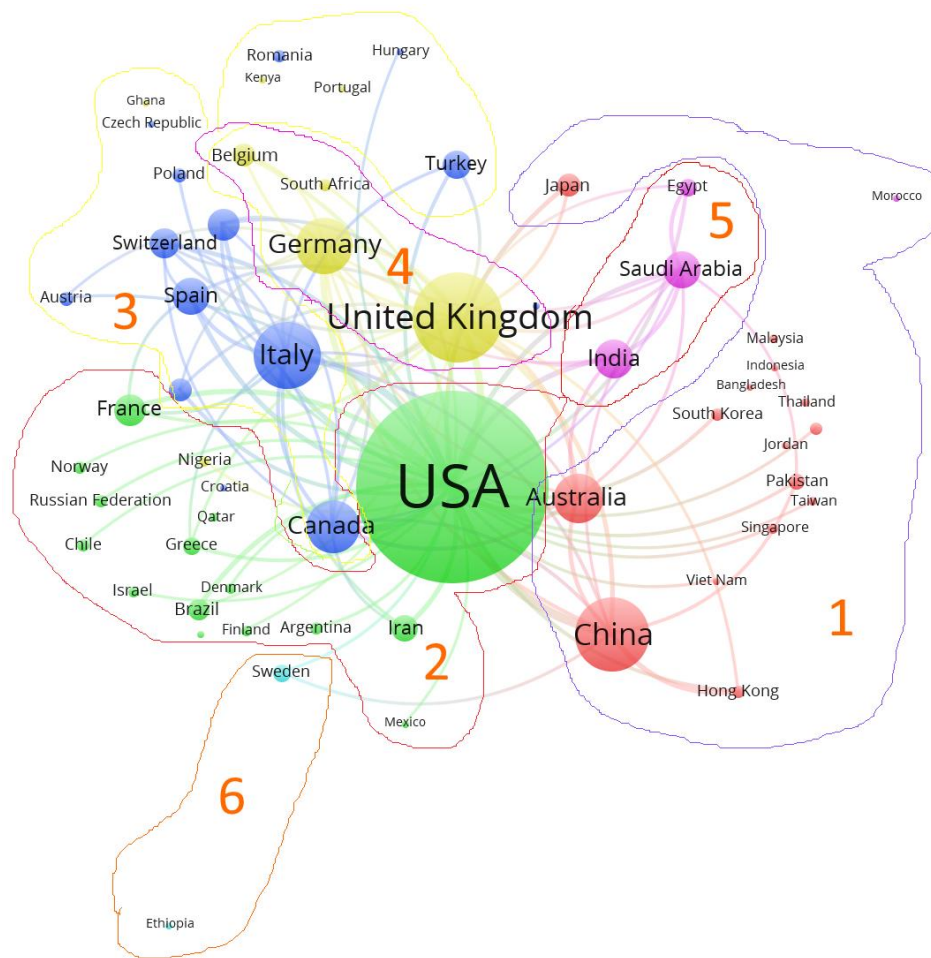 Romania
Hungary
Kenya
Portugal
Ghana
Czech Republic
Belgium
Turkey
Poland
South Africa
Japan
Egypt
Morocco
5
Switzerland
Germany
4
Saudi Arabia
Austria
Spain
3
United Kingdom
Italy
India
Malaysia
Indonesia
Bangladesh
Thailand
France
South Korea
Jordan
Norway
Nigeria
Pakistan
Russian Federation
Croatia
USA
Australia
Taiwan
Qatar
Canada
Singapore
Chile
Greece
Viet Nam
Israel
Denmark
Brazil
Finland
Argentina
Iran
China
1
2
Sweden
Hong Kong
Mexico
6
Ethiopia